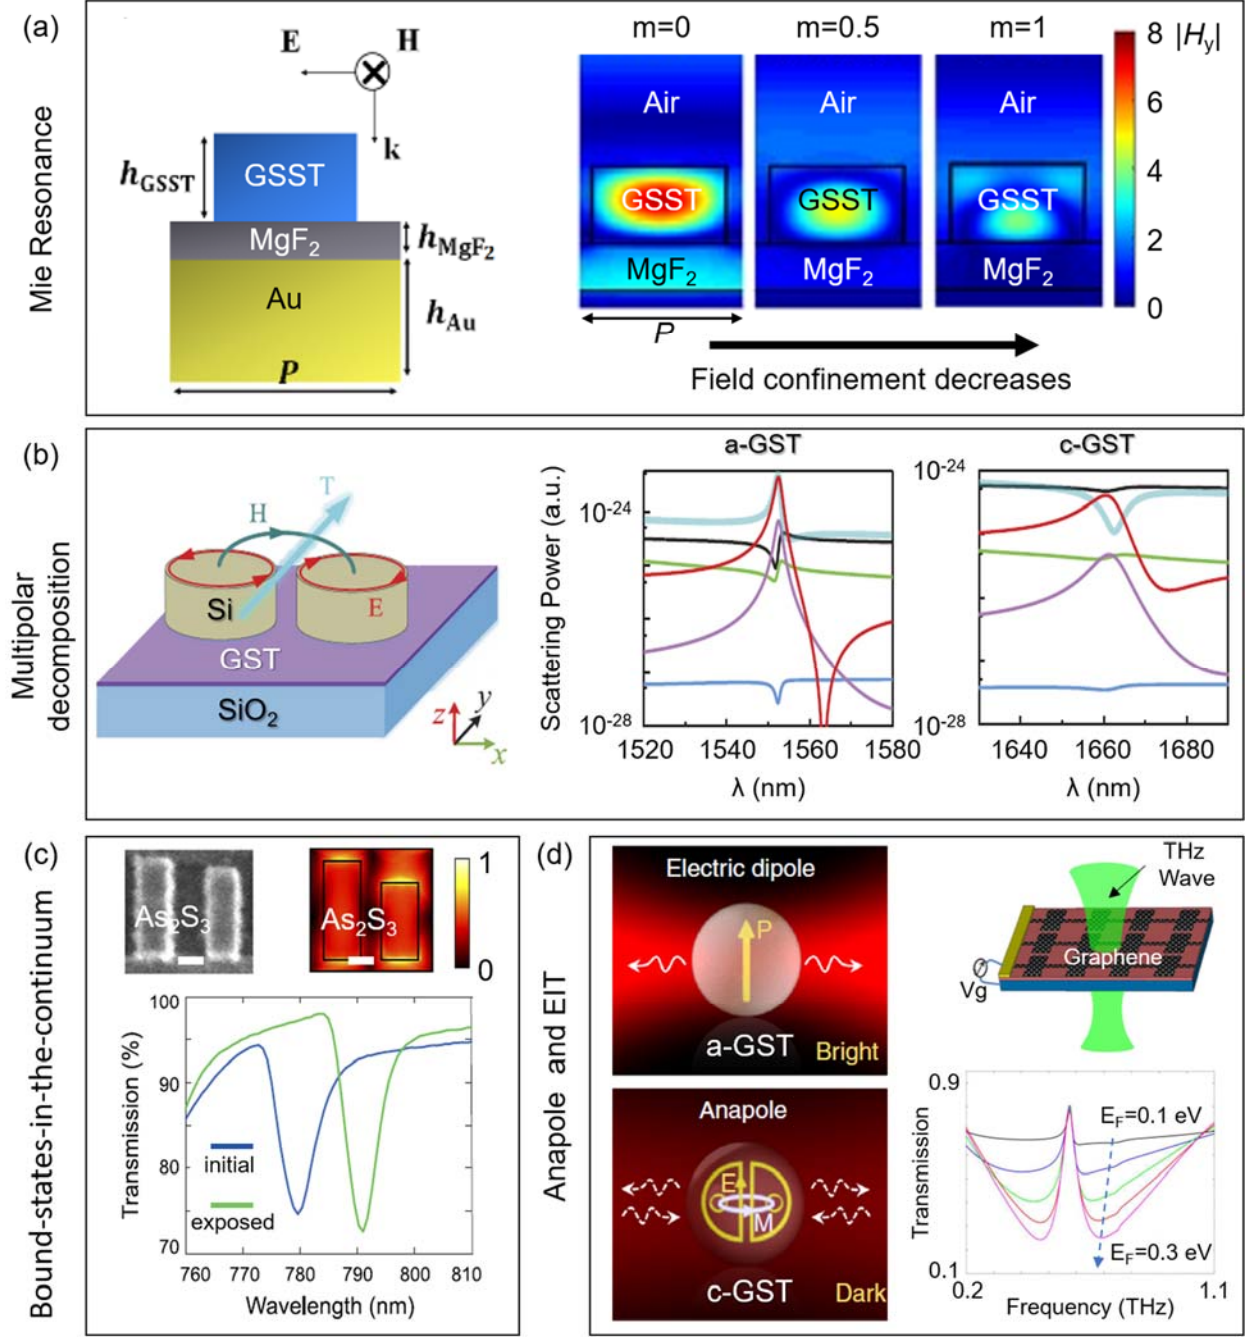 (a)
Mie Resonance
E
H
k
hGSST
GSST
MgF2
hMgF2
Au
hAu
P
m=0
m=0.5
m=1
|Hy|
8
6
4
2
0
Air
Air
Air
GSST
GSST
GSST
MgF2
MgF2
MgF2
P
Field confinement decreases
(b)
Multipolar
decomposition
T
H
Si
E
GST
SiO2
z
y
x
a-GST
Scattering Power (a.u.)
10-24
10-28
1520
1540
1560
1580
λ (nm)
c-GST
10-24
10-28
1640
1660
1680
λ (nm)
(c)
Bound-states-in-the-continuum
As2S3
As2S3
1
0
Transmission (%)
100
90
80
70
initial
exposed
760
770
780
790
800
810
Wavelength (nm)
(d)
Anapole and EIT
Electric dipole
P
a-GST
Bright
Anapole
E
M
c-GST
Dark
THz
Wave
Graphene
Vg
Transmission
0.9
0.1
EF=0.1 eV
EF=0.3 eV
0.2
1.1
Frequency (THz)